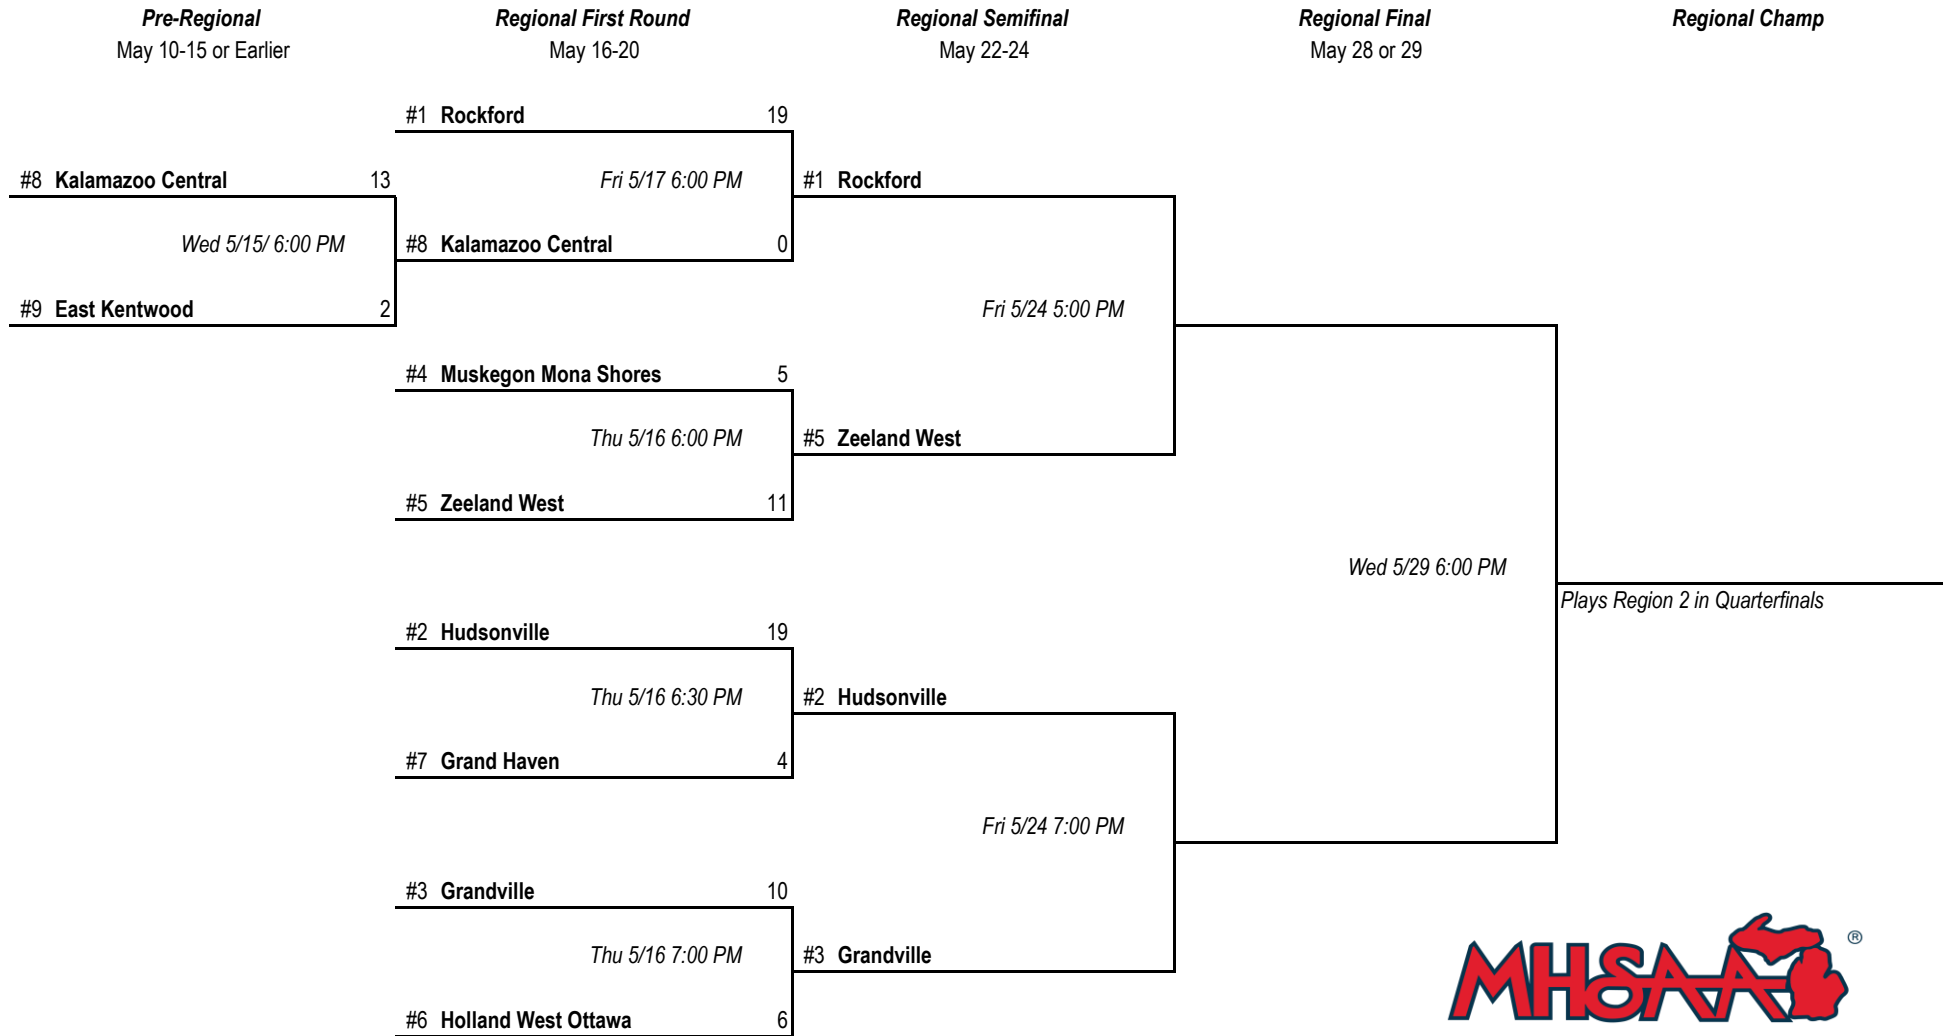 Pre-Regional Regional First Round Regional Semifinal Regional Final Regional Champ
May 10-15 or Earlier May 16-20 May 22-24 May 28 or 29
#1 Rockford 19
#8 Kalamazoo Central 13 Fri 5/17 6:00 PM #1 Rockford
Wed 5/15/ 6:00 PM #8 Kalamazoo Central 0
#9 East Kentwood 2 Fri 5/24 5:00 PM
#4 Muskegon Mona Shores 5
Thu 5/16 6:00 PM #5 Zeeland West
#5 Zeeland West 11
Wed 5/29 6:00 PM
Plays Region 2 in Quarterfinals
#2 Hudsonville 19
Thu 5/16 6:30 PM #2 Hudsonville
#7 Grand Haven 4
Fri 5/24 7:00 PM
#3 Grandville 10
Thu 5/16 7:00 PM #3 Grandville
#6 Holland West Ottawa 6
MHSAA ®